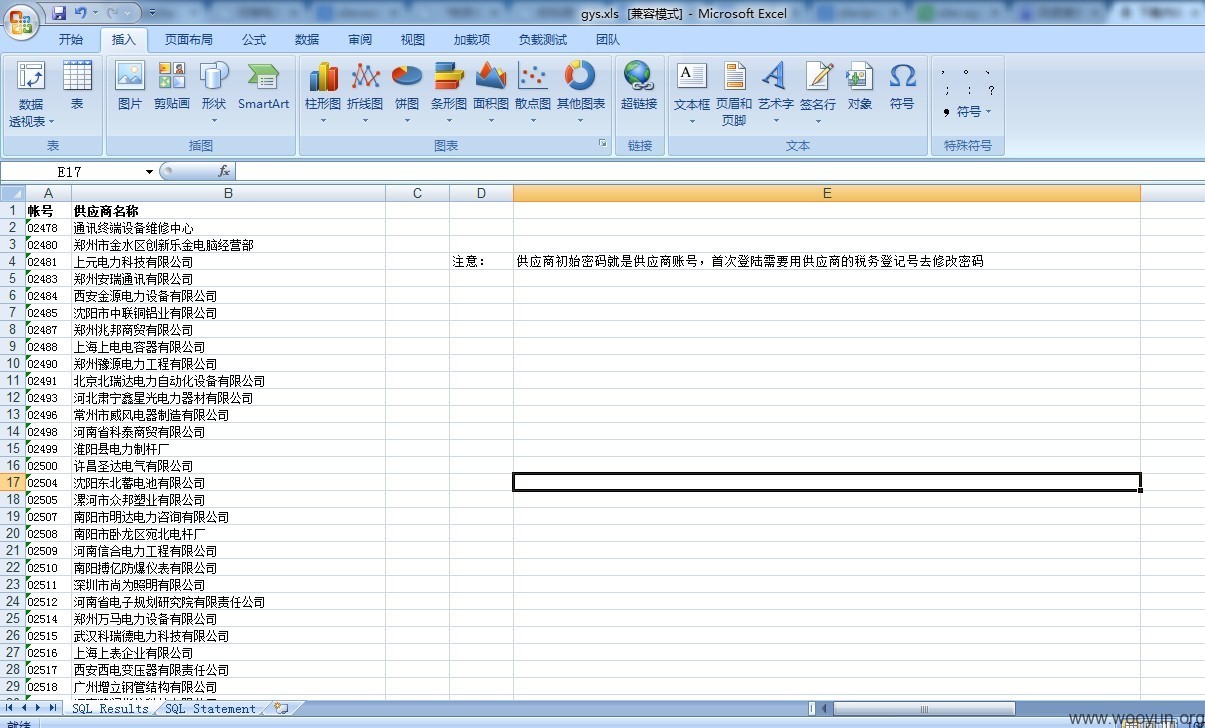 gys.xls [兼容模式] - Microsoft Excel
开始 插入 页面布局 公式 数据 审阅 视图 加载项 负载测试 团队
数据透视表 表 图片 剪贴画 形状 SmartArt 柱形图 折线图 饼图 条形图 面积图 散点图 其他图表 超链接 文本框 页眉和页脚 艺术字 签名行 对象 符号 符号
表 插图 图表 链接 文本 特殊符号
E17 fx
A B C D E
1 帐号 供应商名称
2 02478 通讯终端设备维修中心
3 02480 郑州市金水区创新乐金电脑经营部
4 02481 上元电力科技有限公司 注意： 供应商初始密码就是供应商账号，首次登陆需要用供应商的税务登记号去修改密码
5 02483 郑州安瑞通讯有限公司
6 02484 西安金源电力设备有限公司
7 02485 沈阳市中联铜铝业有限公司
8 02487 郑州兆邦商贸有限公司
9 02488 上海上电电容器有限公司
10 02490 郑州豫源电力工程有限公司
11 02491 北京北瑞达电力自动化设备有限公司
12 02493 河北肃宁鑫星光电力器材有限公司
13 02496 常州市威风电器制造有限公司
14 02498 河南省科泰商贸有限公司
15 02499 淮阳县电力制杆厂
16 02500 许昌圣达电气有限公司
17 02504 沈阳东北蓄电池有限公司
18 02505 漯河市众邦塑业有限公司
19 02507 南阳市明达电力咨询有限公司
20 02508 南阳市卧龙区宛北电杆厂
21 02509 河南信合电力工程有限公司
22 02510 南阳搏亿防爆仪表有限公司
23 02511 深圳市尚为照明有限公司
24 02512 河南省电子规划研究院有限责任公司
25 02514 郑州万马电力设备有限公司
26 02515 武汉科瑞德电力科技有限公司
27 02516 上海上表企业有限公司
28 02517 西安西电变压器有限责任公司
29 02518 广州增立钢管结构有限公司
SQL Results SQL Statement
就绪
www.wooyun.org